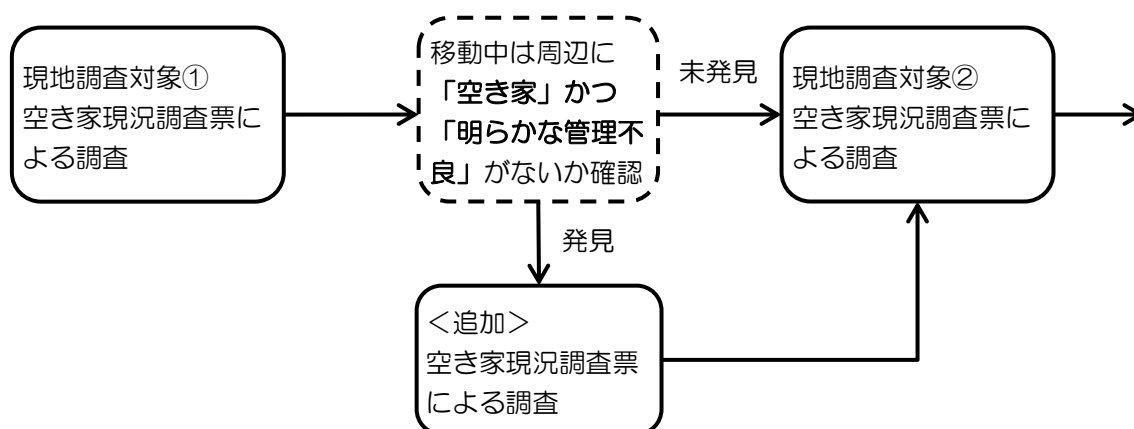 現地調査対象①
空き家現況調査票に
よる調査
移動中は周辺に
「空き家」かつ
「明らかな管理不
良」がないか確認
未発見
現地調査対象②
空き家現況調査票に
よる調査
発見
＜追加＞
空き家現況調査票
による調査